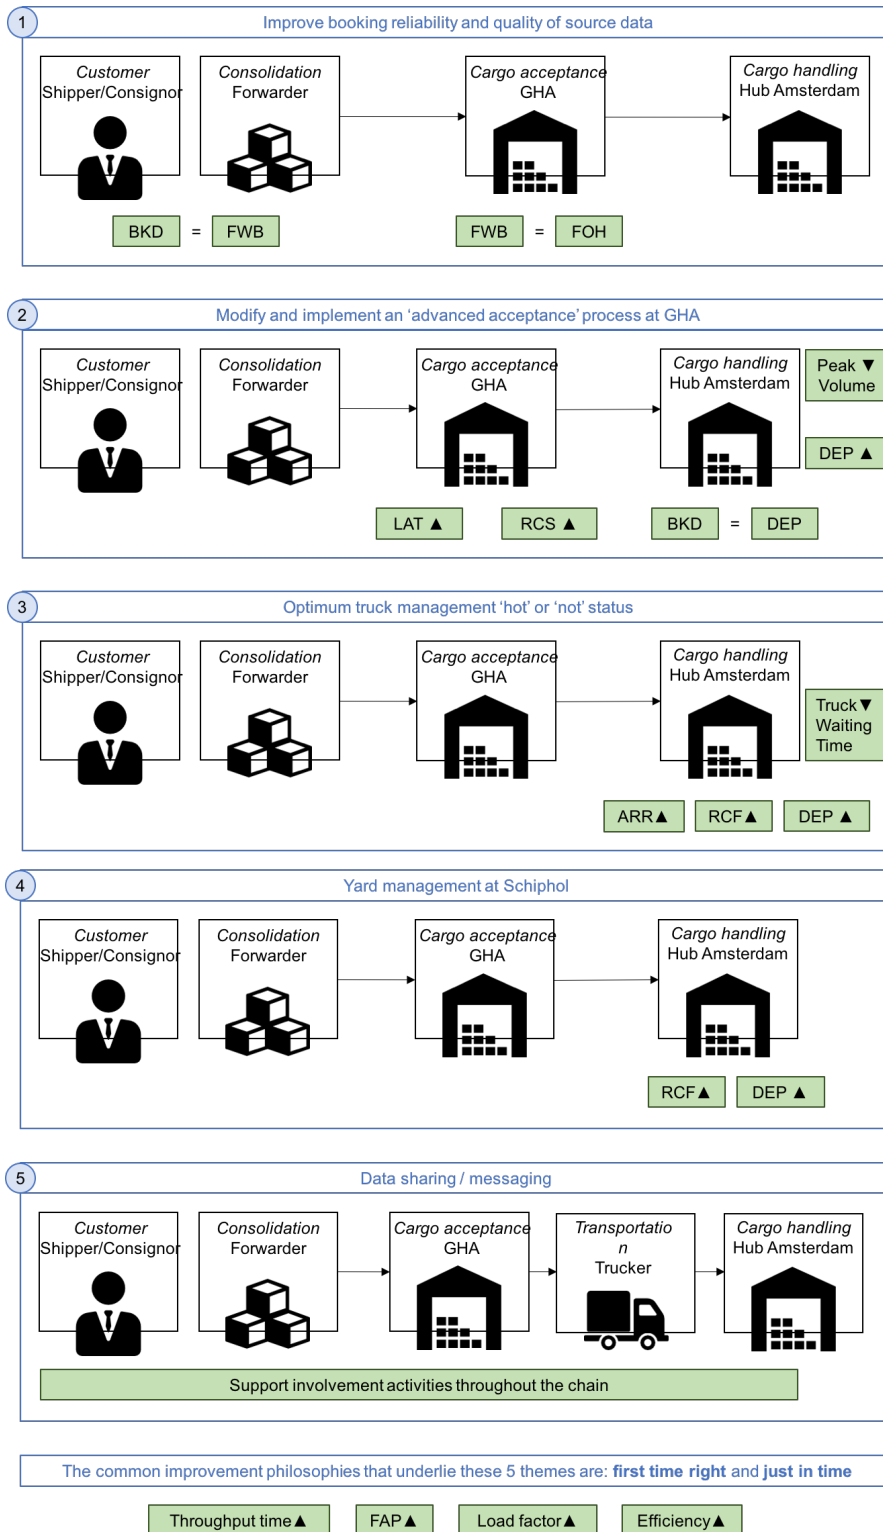 1
Improve booking reliability and quality of source data
Customer
Shipper/Consignor
Consolidation
Forwarder
Cargo acceptance
GHA
Cargo handling
Hub Amsterdam
BKD = FWB
FWB = FOH
2
Modify and implement an ‘advanced acceptance’ process at GHA
Customer
Shipper/Consignor
Consolidation
Forwarder
Cargo acceptance
GHA
Cargo handling
Hub Amsterdam
Peak ▼
Volume
DEP ▲
LAT ▲
RCS ▲
BKD = DEP
3
Optimum truck management ‘hot’ or ‘not’ status
Customer
Shipper/Consignor
Consolidation
Forwarder
Cargo acceptance
GHA
Cargo handling
Hub Amsterdam
Truck▼
Waiting
Time
ARR▲
RCF▲
DEP ▲
4
Yard management at Schiphol
Customer
Shipper/Consignor
Consolidation
Forwarder
Cargo acceptance
GHA
Cargo handling
Hub Amsterdam
RCF▲
DEP ▲
5
Data sharing / messaging
Customer
Shipper/Consignor
Consolidation
Forwarder
Cargo acceptance
GHA
Transportatio
n
Trucker
Cargo handling
Hub Amsterdam
Support involvement activities throughout the chain
The common improvement philosophies that underlie these 5 themes are: first time right and just in time
Throughput time▲
FAP▲
Load factor▲
Efficiency▲